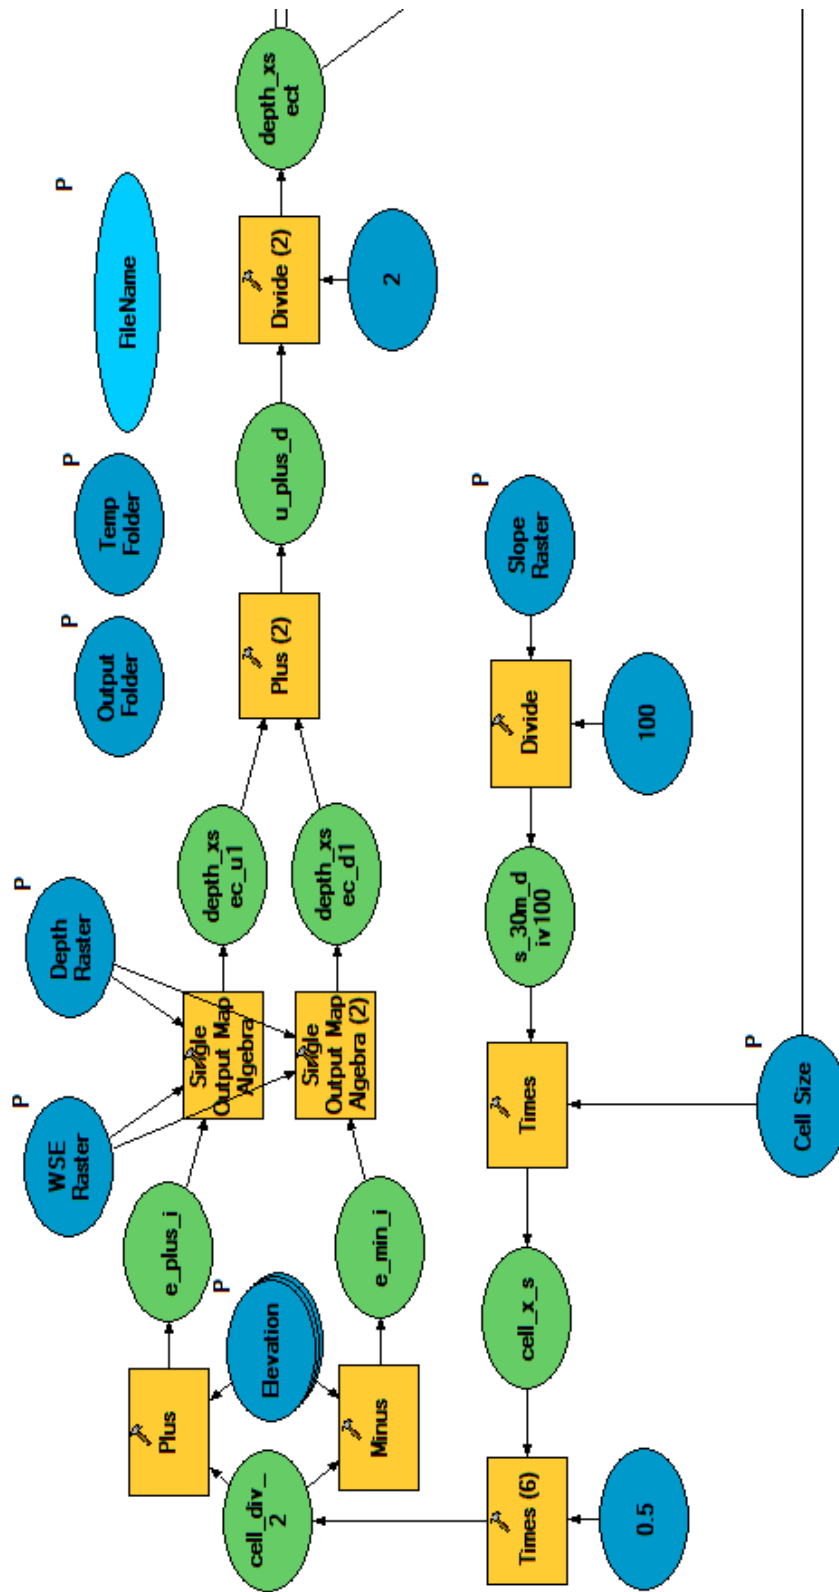 P
FileName
P
Temp
Folder
P
Output
Folder
P
Depth
Raster
P
WSE
Raster
depth_xs
ect
Divide (2)
2
u_plus_d
Plus (2)
depth_xs
ec_u1
depth_xs
ec_d1
Single
Output Map
Algebra
Single
Output Map
Algebra (2)
e_plus_i
e_min_i
P
Elevation
Plus
Minus
cell_div_
2
P
Slope
Raster
Divide
100
s_30m_d
iv100
Times
P
Cell Size
cell_x_s
Times (6)
0.5